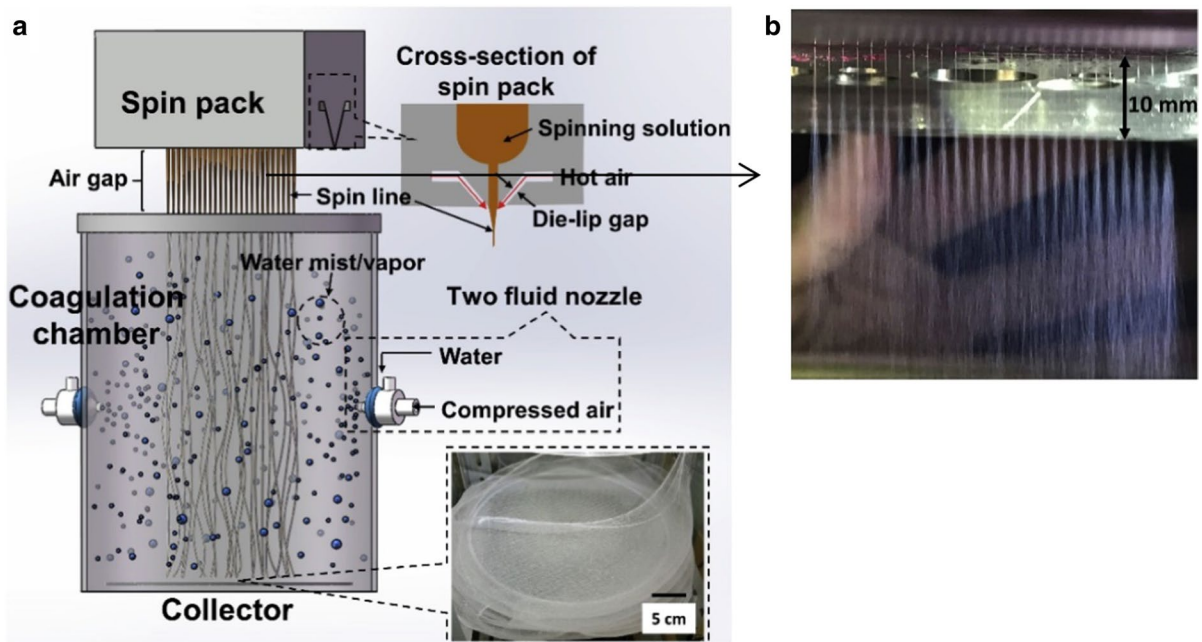 a
b
Spin pack
Cross-section of
spin pack
Spinning solution
Hot air
Die-lip gap
Air gap
Spin line
10 mm
Water mist/vapor
Coagulation
chamber
Two fluid nozzle
Water
Compressed air
5 cm
Collector